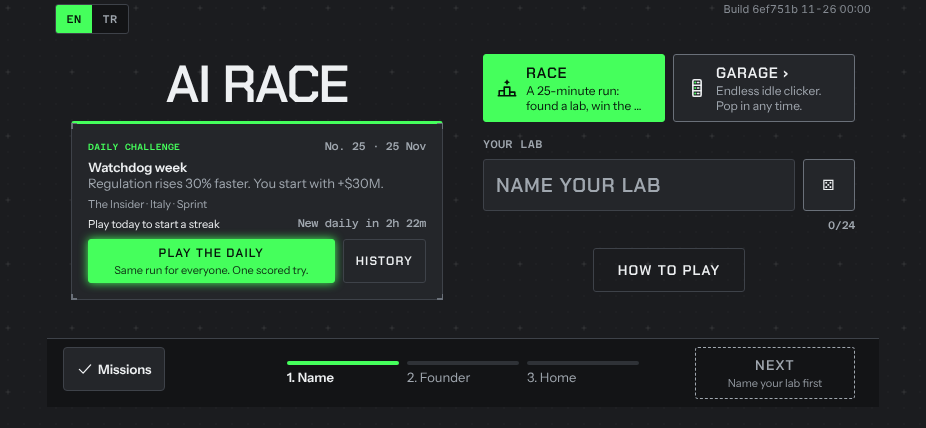 EN TR
Build 6ef751b 11-26 00:00
AI RACE
DAILY CHALLENGE
No. 25 · 25 Nov
Watchdog week
Regulation rises 30% faster. You start with +$30M.
The Insider · Italy · Sprint
Play today to start a streak
New daily in 2h 22m
PLAY THE DAILY
Same run for everyone. One scored try.
HISTORY
RACE
A 25-minute run:
found a lab, win the ...
GARAGE ›
Endless idle clicker.
Pop in any time.
YOUR LAB
NAME YOUR LAB
0/24
HOW TO PLAY
Missions
1. Name
2. Founder
3. Home
NEXT
Name your lab first